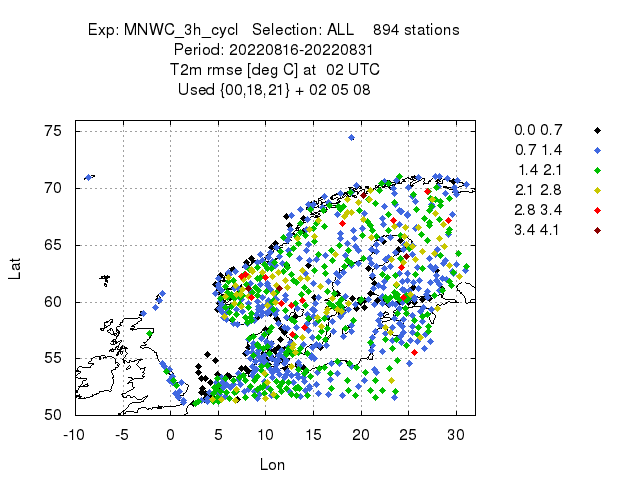 Exp: MNWC_3h_cycl   Selection: ALL    894 stations
Period: 20220816-20220831
T2m rmse [deg C] at  02 UTC
Used {00,18,21} + 02 05 08
0.0 0.7
0.7 1.4
1.4 2.1
2.1 2.8
2.8 3.4
3.4 4.1
75
70
65
60
55
50
Lat
-10 -5 0 5 10 15 20 25 30
Lon